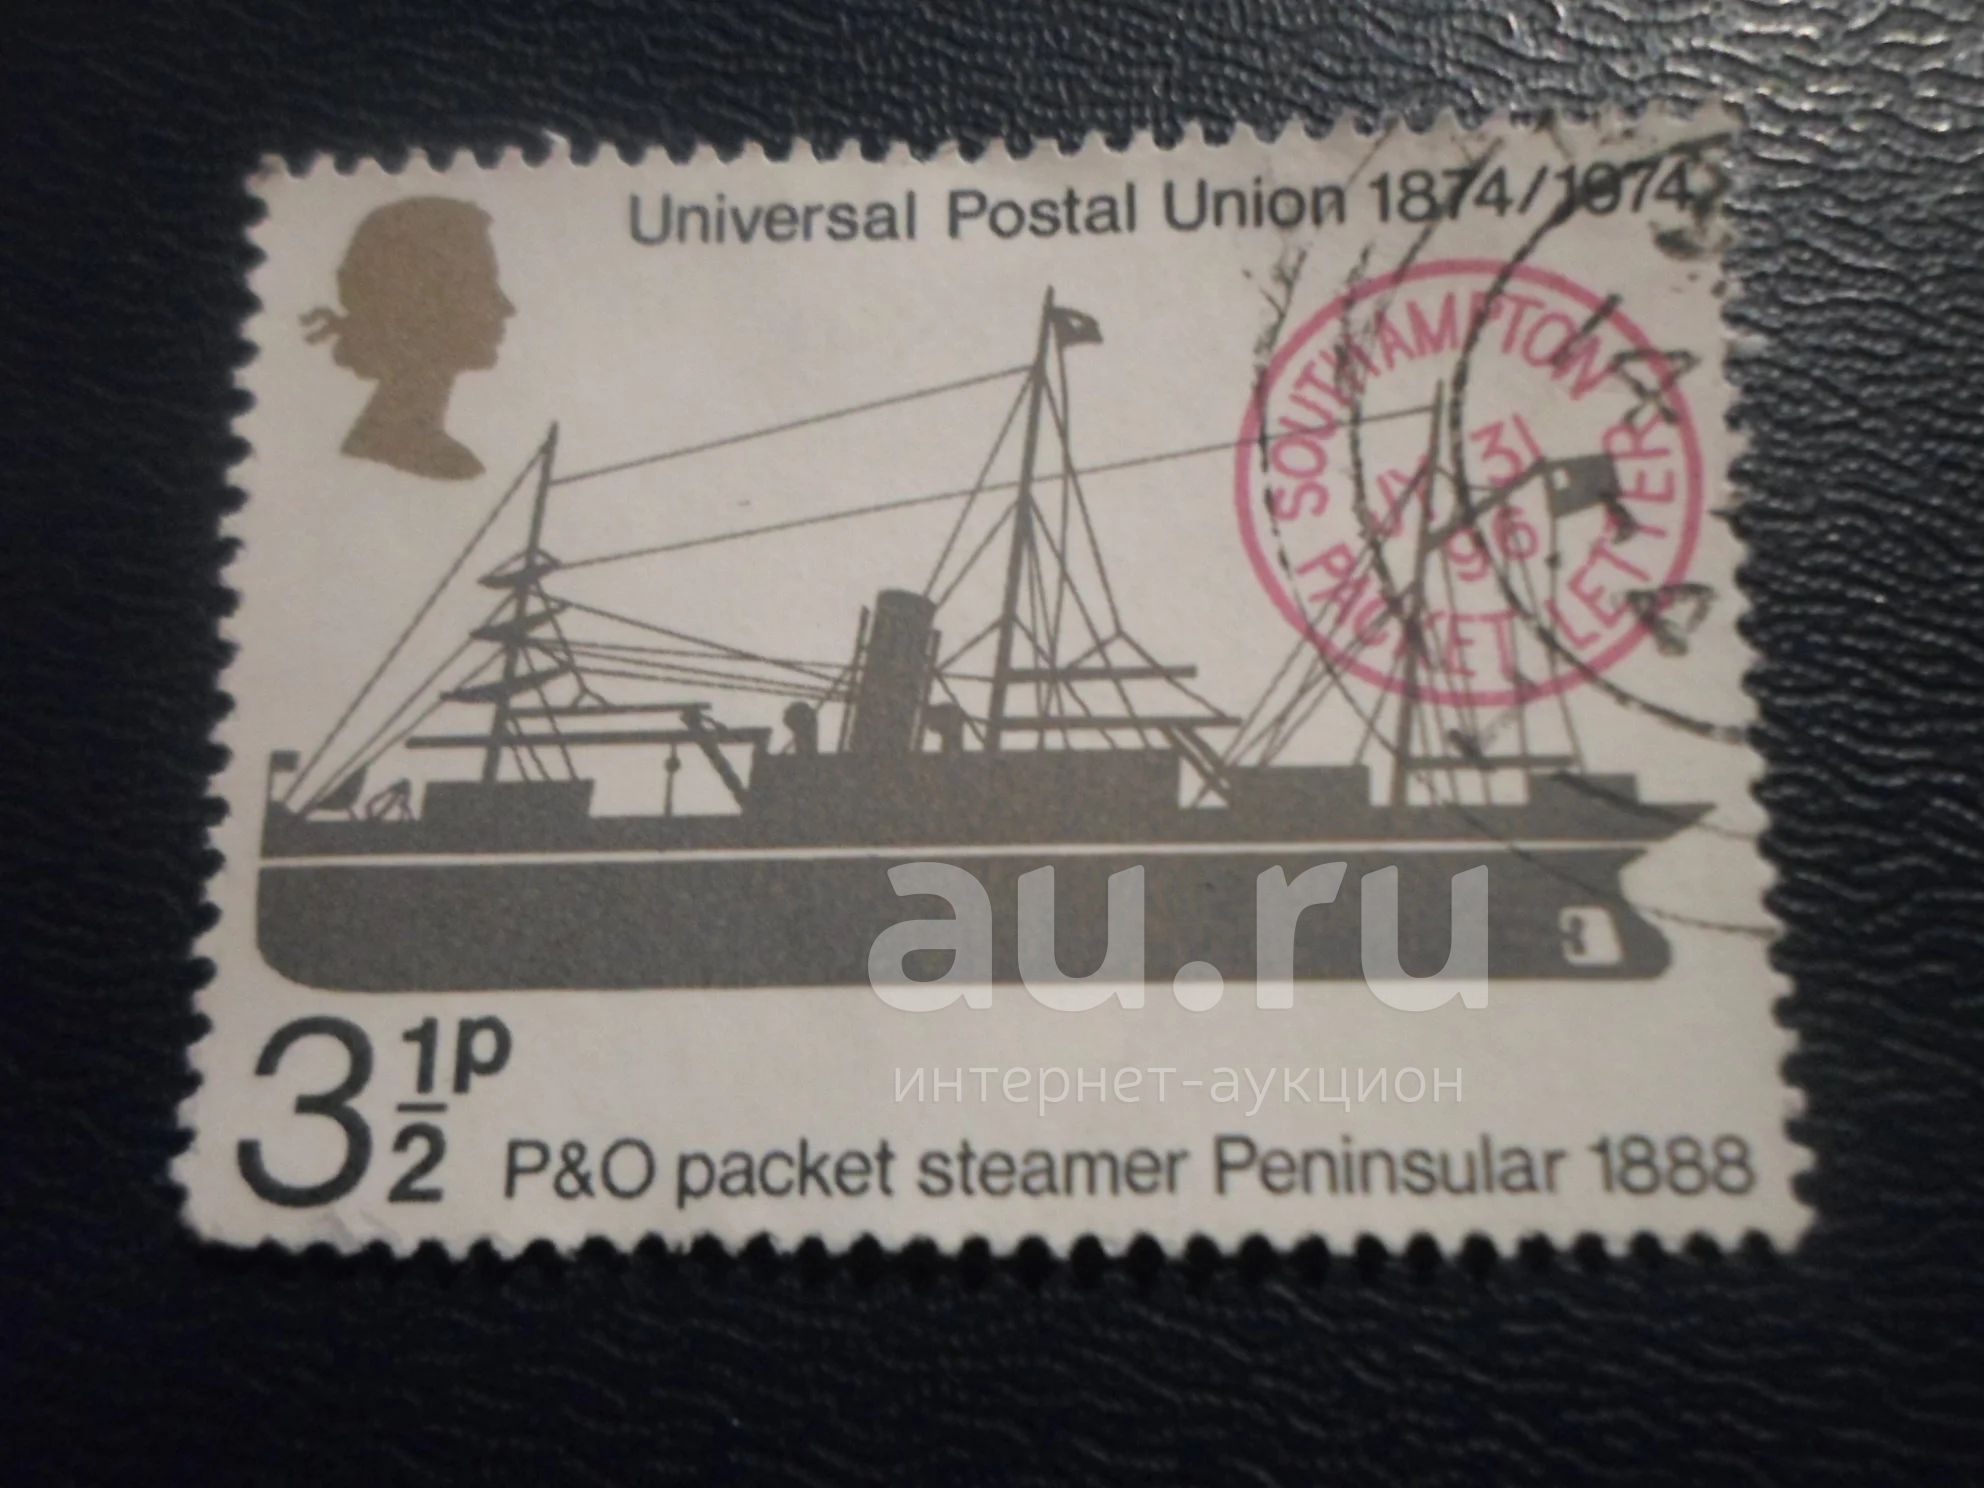 Universal Postal Union 1874/1974
SOUTHAMPTON
PACKET LETTER
31
96
au.ru
интернет-аукцион
3 1/2 p
P&O packet steamer Peninsular 1888